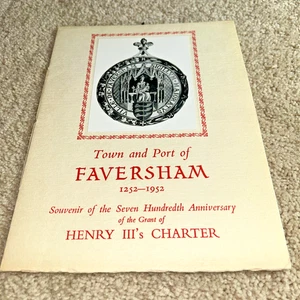 Town and Port of
FAVERSHAM
1252—1952
Souvenir of the Seven Hundredth Anniversary
of the Grant of
HENRY III's CHARTER